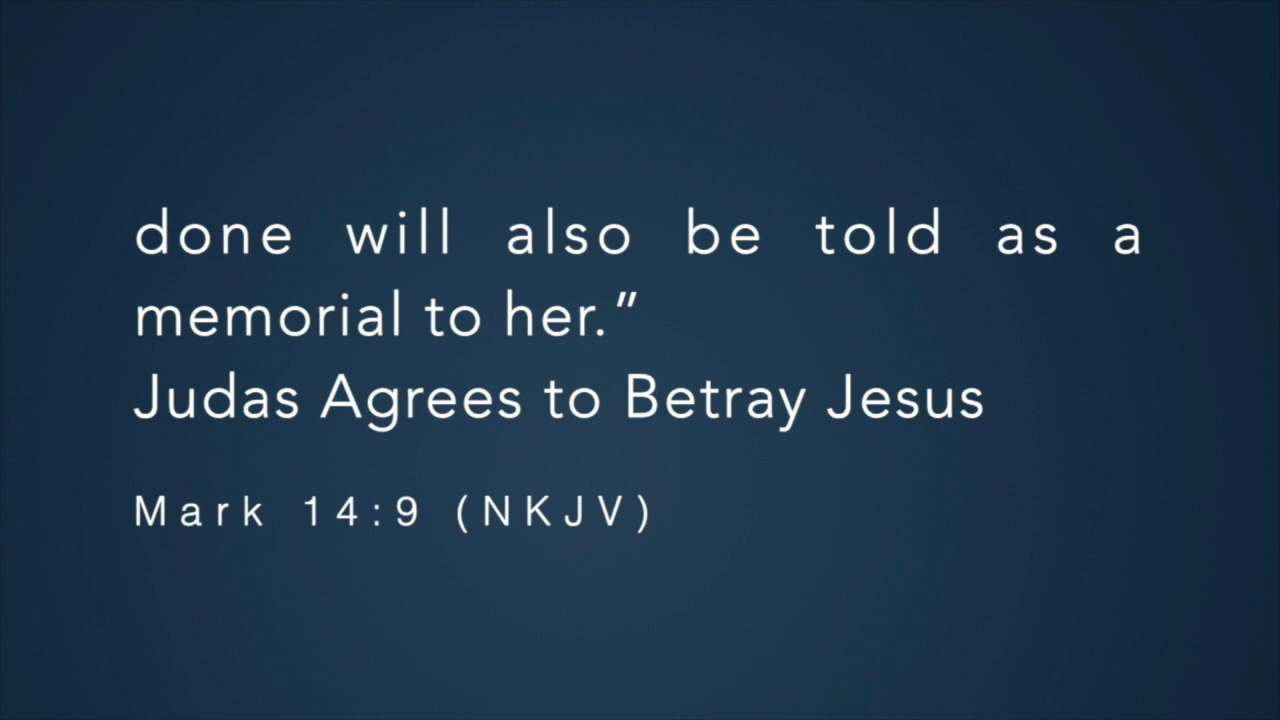 done will also be told as a
memorial to her.”
Judas Agrees to Betray Jesus
Mark 14:9 (NKJV)